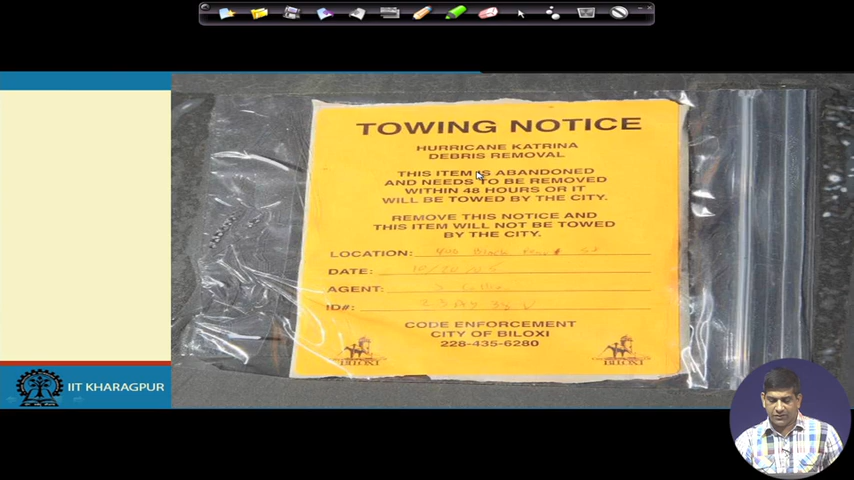 TOWING NOTICE
HURRICANE KATRINA
DEBRIS REMOVAL
THIS ITEM IS ABANDONED
AND NEEDS TO BE REMOVED
WITHIN 48 HOURS OR IT
WILL BE TOWED BY THE CITY.
REMOVE THIS NOTICE AND
THIS ITEM WILL NOT BE TOWED
BY THE CITY.
LOCATION:
DATE:
AGENT:
ID#:
CODE ENFORCEMENT
CITY OF BILOXI
228-435-6280
BILOXI BILOXI
IIT KHARAGPUR